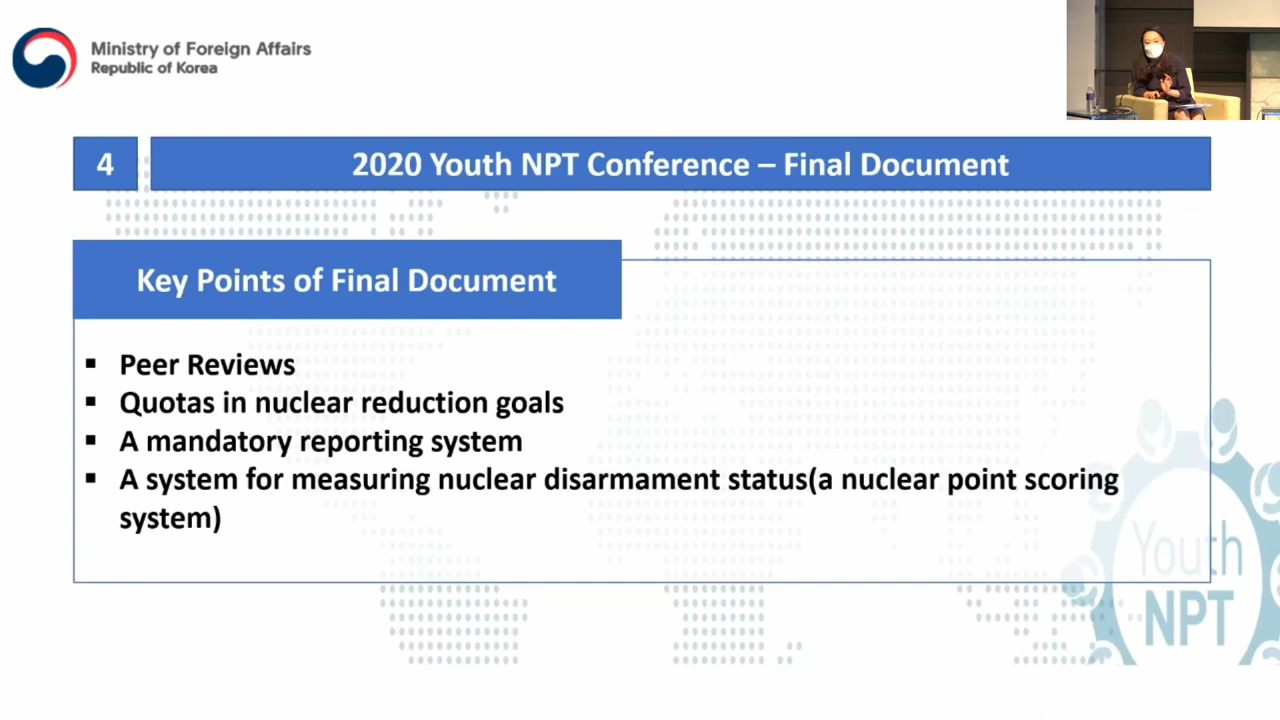 Ministry of Foreign Affairs
Republic of Korea
4
2020 Youth NPT Conference – Final Document
Key Points of Final Document
▪ Peer Reviews
▪ Quotas in nuclear reduction goals
▪ A mandatory reporting system
▪ A system for measuring nuclear disarmament status(a nuclear point scoring
system)
Youth
NPT